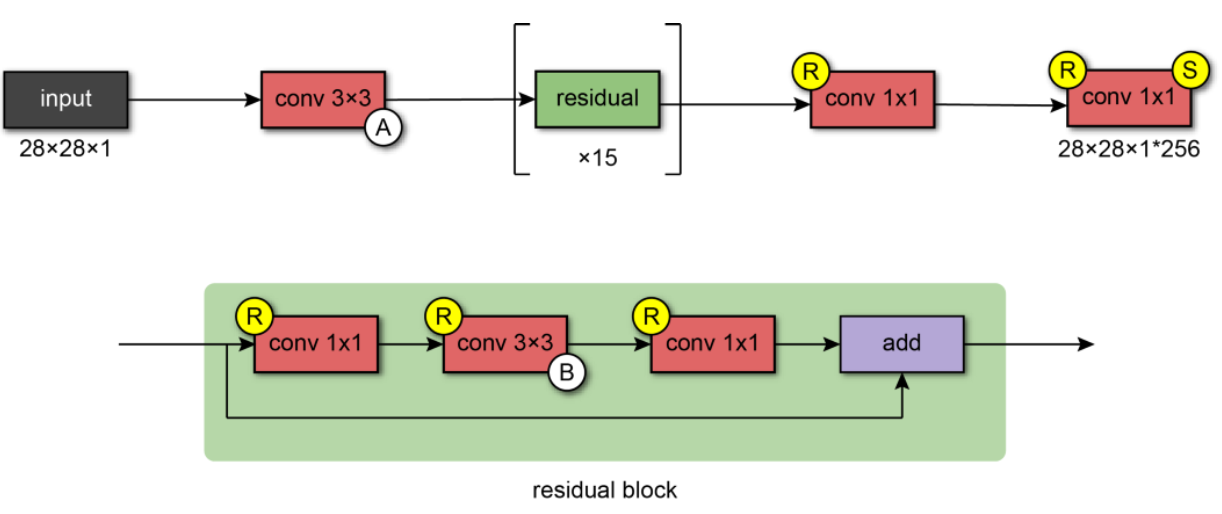 input
28×28×1
conv 3×3
A
residual
×15
R
conv 1x1
R
S
conv 1x1
28×28×1*256
R
conv 1x1
R
conv 3×3
B
R
conv 1x1
add
residual block